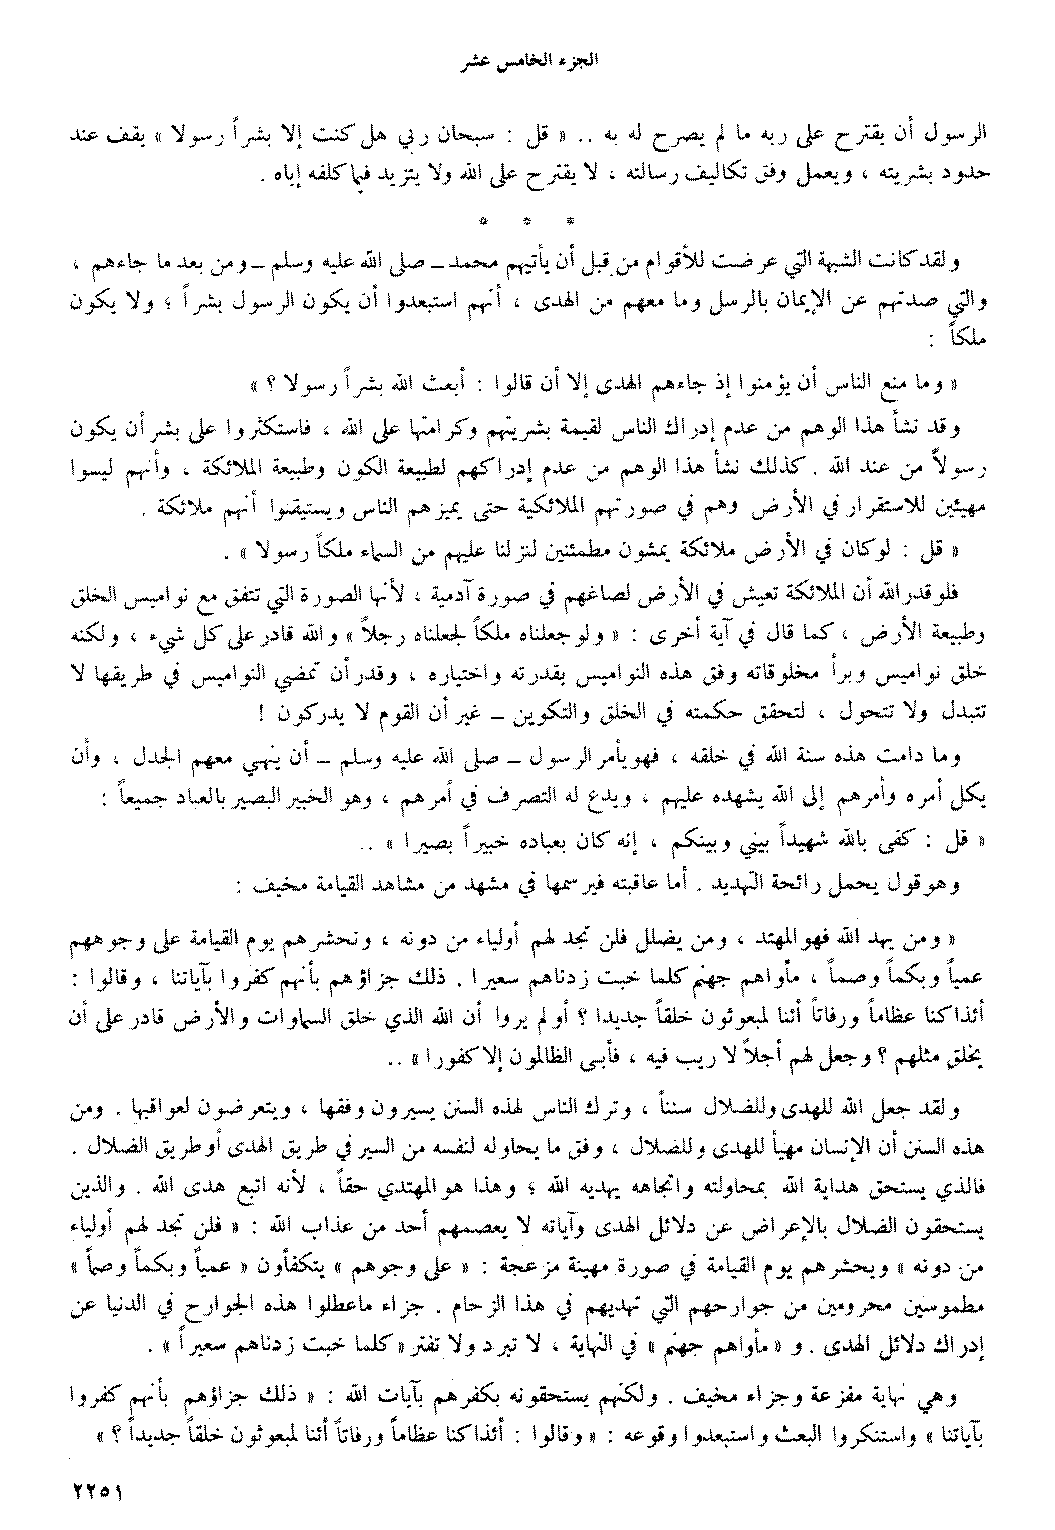 الجزء الخامس عشر
الرسول أن يقترح على ربه ما لم يصرح له به .. « قل : سبحان ربي هل كنت إلا بشراً رسولا » يقف عند
حدود بشريته ، ويعمل وفق تكاليف رسالته ، لا يقترح على الله ولا يتزيد فيما كلفه إياه .
* * *
ولقد كانت الشبهة التي عرضت للأقوام من قبل أن يأتيهم محمد – صلى الله عليه وسلم – ومن بعد ما جاءهم ،
والتي صدتهم عن الإيمان بالرسل وما معهم من الهدى ، أنهم استبعدوا أن يكون الرسول بشراً ؛ ولا يكون
ملكاً :
« وما منع الناس أن يؤمنوا إذ جاءهم الهدى إلا أن قالوا : أبعث الله بشراً رسولا ؟ »
وقد نشأ هذا الوهم من عدم إدراك الناس لقيمة بشريتهم وكرامتها على الله ، فاستكثروا على بشر أن يكون
رسولاً من عند الله . كذلك نشأ هذا الوهم من عدم إدراكهم لطبيعة الكون وطبيعة الملائكة ، وأنهم ليسوا
مهيئين للاستقرار في الأرض وهم في صورتهم الملائكية حتى يميزهم الناس ويستيقنوا أنهم ملائكة .
« قل : لو كان في الأرض ملائكة يمشون مطمئنين لنزلنا عليهم من السماء ملكاً رسولا » .
فلو قدر الله أن الملائكة تعيش في الأرض لصاغهم في صورة آدمية ، لأنها الصورة التي تتفق مع نواميس الخلق
وطبيعة الأرض ، كما قال في آية أخرى : « ولو جعلناه ملكاً لجعلناه رجلاً » والله قادر على كل شيء ، ولكنه
خلق نواميس وبرأ مخلوقاته وفق هذه النواميس بقدرته واختياره ، وقدر أن تمضي النواميس في طريقها لا
تتبدل ولا تتحول ، لتحقق حكمته في الخلق والتكوين – غير أن القوم لا يدركون !
وما دامت هذه سنة الله في خلقه ، فهو يأمر الرسول – صلى الله عليه وسلم – أن ينهي معهم الجدل ، وأن
يكل أمره وأمرهم إلى الله يشهده عليهم ، ويدع له التصرف في أمرهم ، وهو الخبير البصير بالعباد جميعاً :
« قل : كفى بالله شهيداً بيني وبينكم ، إنه كان بعباده خبيراً بصيرا » ..
وهو قول يحمل رائحة التهديد . أما عاقبته فيرسمها في مشهد من مشاهد القيامة مخيف :
« ومن يهد الله فهو المهتد ، ومن يضلل فلن تجد لهم أولياء من دونه ، ونحشرهم يوم القيامة على وجوههم
عمياً وبكماً وصماً ، مأواهم جهنم كلما خبت زدناهم سعيرا . ذلك جزاؤهم بأنهم كفروا بآياتنا ، وقالوا :
أئذا كنا عظاماً ورفاتاً أئنا لمبعوثون خلقاً جديدا ؟ أو لم يروا أن الله الذي خلق السماوات والأرض قادر على أن
يخلق مثلهم ؟ وجعل لهم أجلاً لا ريب فيه ، فأبى الظالمون إلا كفورا » ..
ولقد جعل الله للهدى وللضلال سنناً ، وترك الناس لهذه السنن يسيرون وفقها ، ويتعرضون لعواقبها . ومن
هذه السنن أن الإنسان مهيأ للهدى وللضلال ، وفق ما يحاوله لنفسه من السير في طريق الهدى أو طريق الضلال .
فالذي يستحق هداية الله بمحاولته واتجاهه يهديه الله ؛ وهذا هو المهتدي حقاً ، لأنه اتبع هدى الله . والذين
يستحقون الضلال بالإعراض عن دلائل الهدى وآياته لا يعصمهم أحد من عذاب الله : « فلن تجد لهم أولياء
من دونه » ويحشرهم يوم القيامة في صورة مهينة مزعجة : « على وجوههم » يتكفأون « عمياً وبكماً وصماً »
مطموسين محرومين من جوارحهم التي تهديهم في هذا الزحام . جزاء ما عطلوا هذه الجوارح في الدنيا عن
إدراك دلائل الهدى . و « مأواهم جهنم » في النهاية ، لا تبرد ولا تفتر « كلما خبت زدناهم سعيراً » .
وهي نهاية مفزعة وجزاء مخيف . ولكنهم يستحقونه بكفرهم بآيات الله : « ذلك جزاؤهم بأنهم كفروا
بآياتنا » واستنكروا البعث واستبعدوا وقوعه : « وقالوا : أئذا كنا عظاماً ورفاتاً أئنا لمبعوثون خلقاً جديداً ؟ »
٢٢٥١